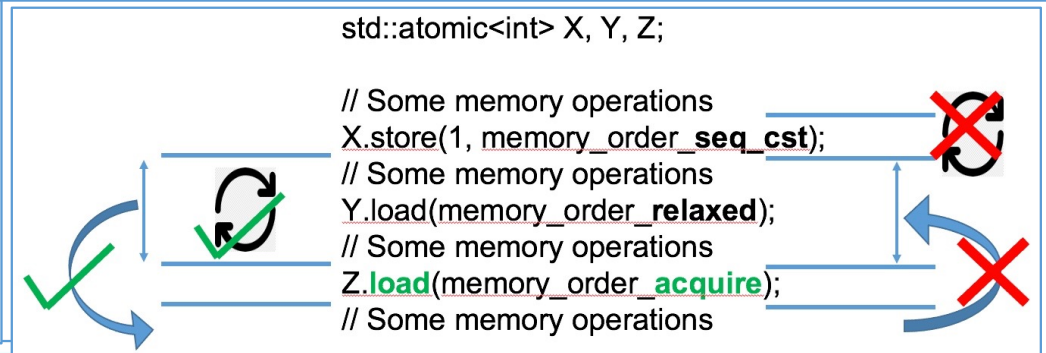 std::atomic<int> X, Y, Z;
// Some memory operations
X.store(1, memory_order_seq_cst);
// Some memory operations
Y.load(memory_order_relaxed);
// Some memory operations
Z.load(memory_order_acquire);
// Some memory operations